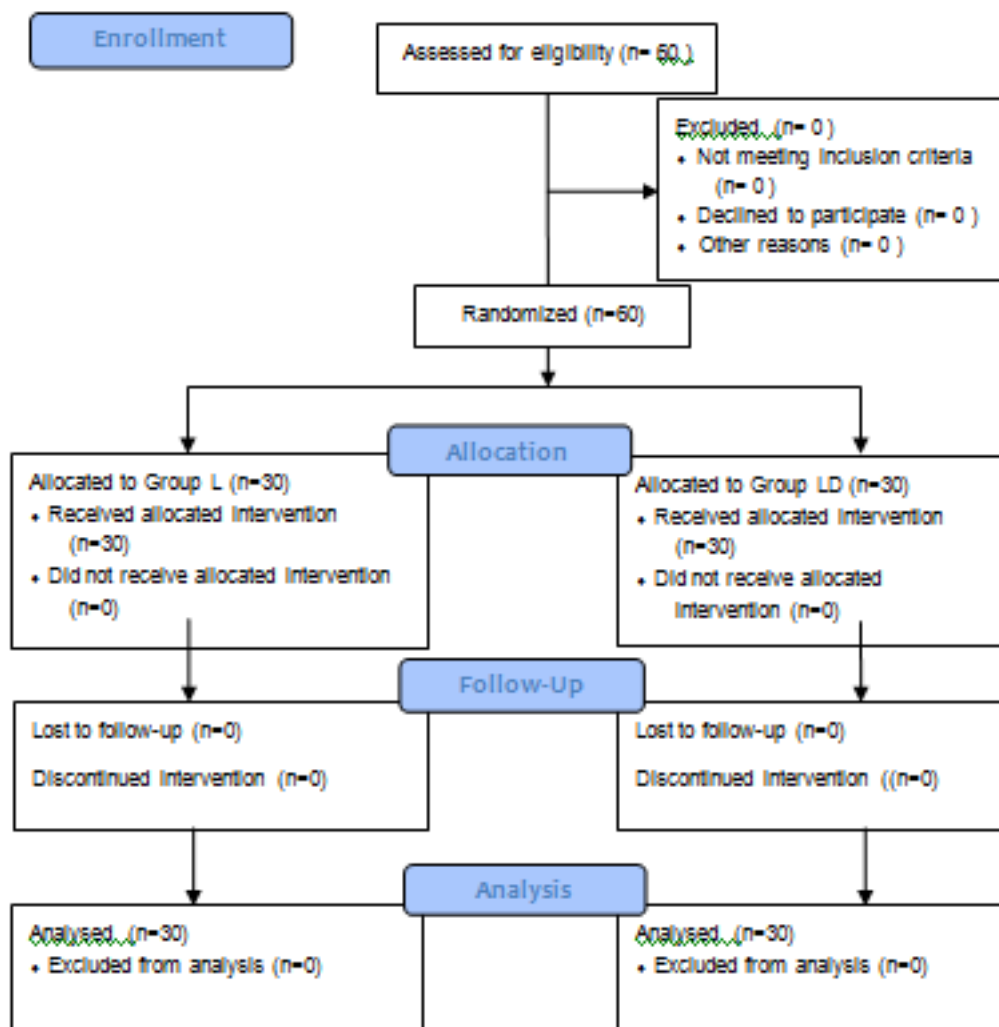 Enrollment
Assessed for eligibility (n= 60 )
Excluded (n= 0 )
• Not meeting inclusion criteria
(n= 0 )
• Declined to participate (n= 0 )
• Other reasons (n= 0 )
Randomized (n=60)
Allocation
Allocated to Group L (n=30)
• Received allocated intervention
(n=30)
• Did not receive allocated intervention
(n=0)
Allocated to Group LD (n=30)
• Received allocated intervention
(n=30)
• Did not receive allocated
intervention (n=0)
Follow-Up
Lost to follow-up (n=0)
Discontinued intervention (n=0)
Lost to follow-up (n=0)
Discontinued intervention ((n=0)
Analysis
Analysed (n=30)
• Excluded from analysis (n=0)
Analysed (n=30)
• Excluded from analysis (n=0)